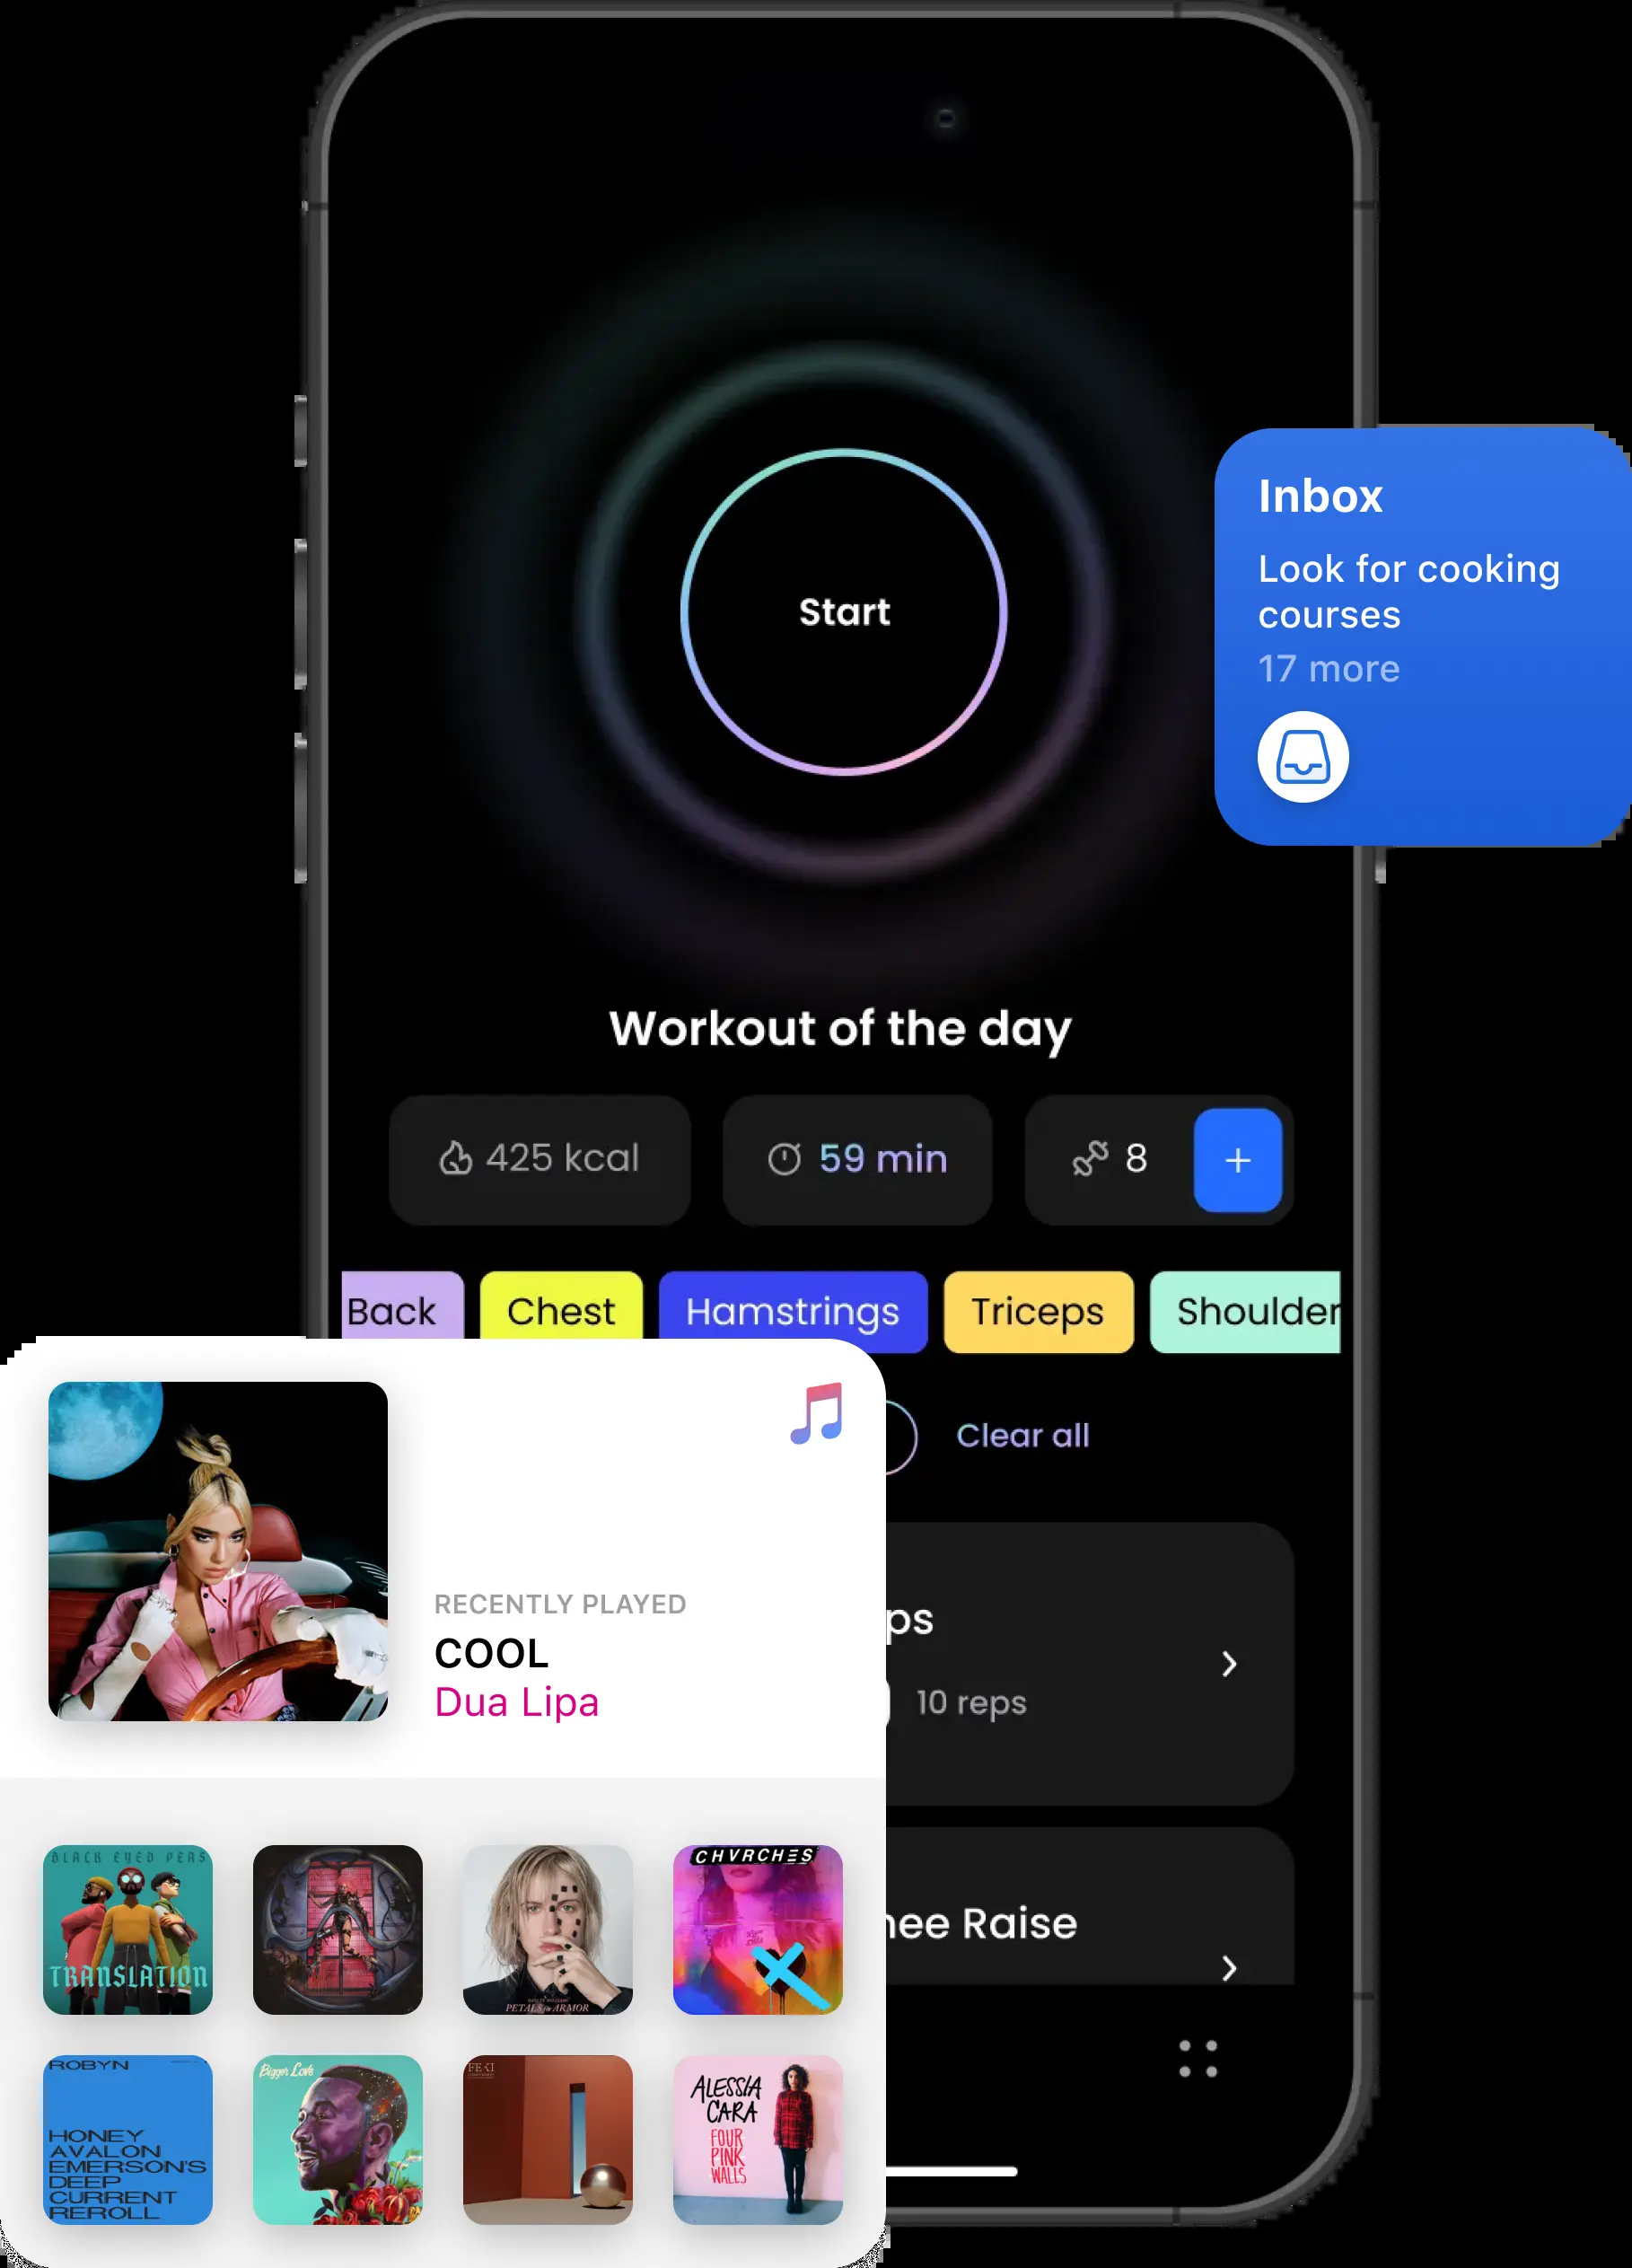 Start
Inbox
Look for cooking
courses
17 more
Workout of the day
425 kcal
59 min
8
+
Back
Chest
Hamstrings
Triceps
Shoulder
Clear all
RECENTLY PLAYED
COOL
Dua Lipa
ps
10 reps
nee Raise
BLACK EYED PEAS
TRANSLATION
PETALS for ARMOR
CHVRCHES
ROBYN
HONEY
AVALON
EMERSON'S
DEEP
CURRENT
REROLL
Bigger Love
FEKI
ALESSIA
CARA
FOUR
PINK
WALLS